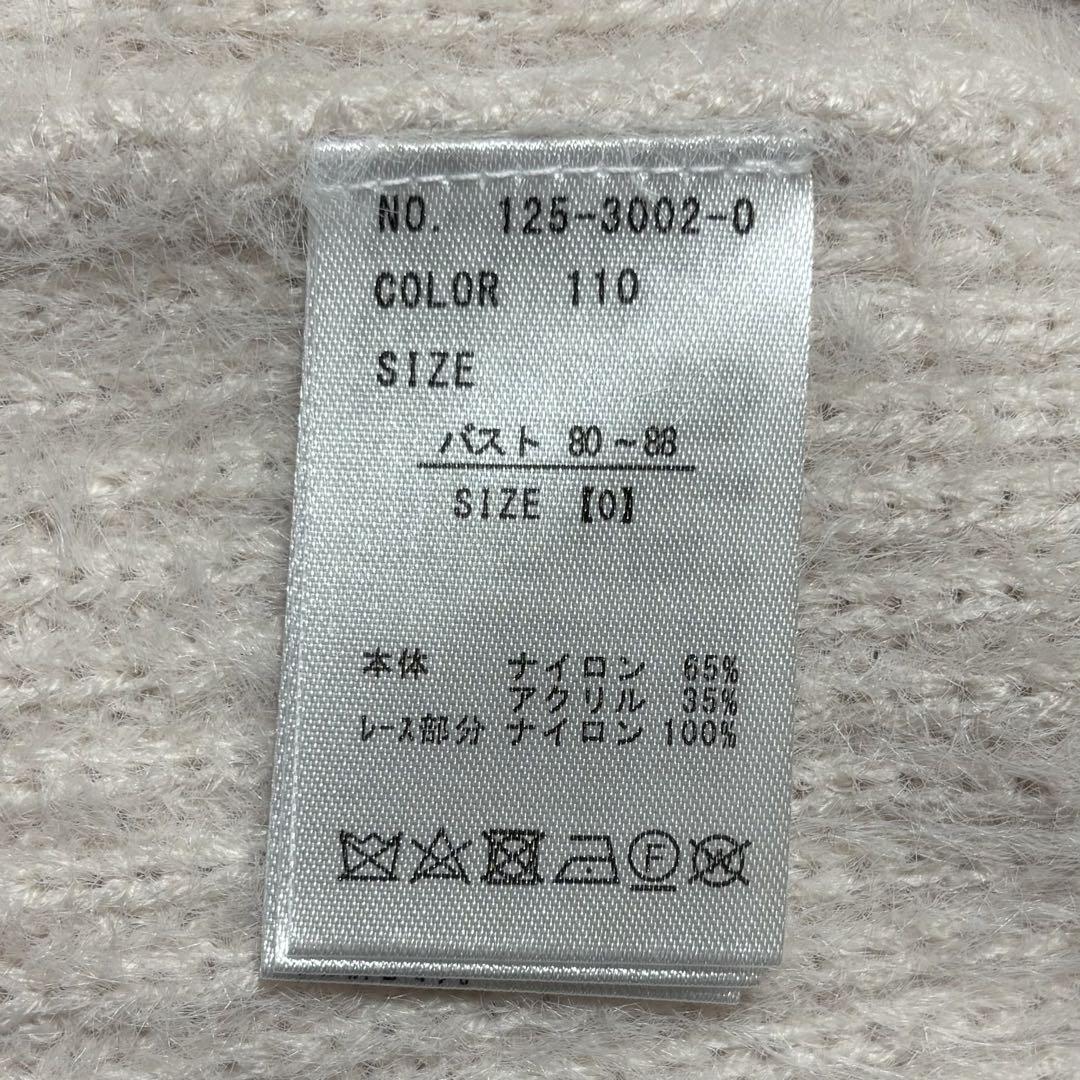 NO. 125-3002-0
COLOR 110
SIZE
バスト 80~86
SIZE 【0】
本体 ナイロン 65%
アクリル 35%
レース部分 ナイロン 100%
F